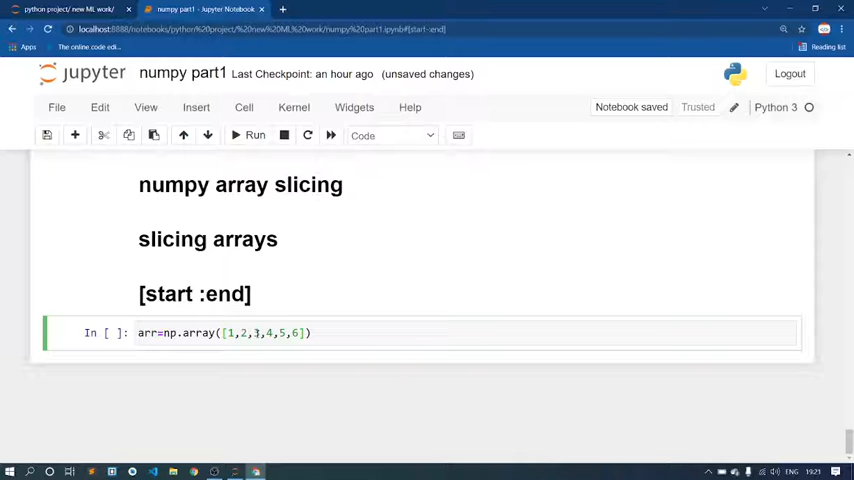 python project/ new ML work/
numpy part1 - Jupyter Notebook
localhost:8888/notebooks/python%20project/%20new%20ML%20work/numpy%20part1.ipynb#[start-:end]
Apps
The online code edi...
Reading list
jupyter numpy part1 Last Checkpoint: an hour ago (unsaved changes)
Logout
File Edit View Insert Cell Kernel Widgets Help
Notebook saved Trusted Python 3
Run Code
numpy array slicing
slicing arrays
[start :end]
In [ ]: arr=np.array([1,2,3,4,5,6])
ENG 19:21